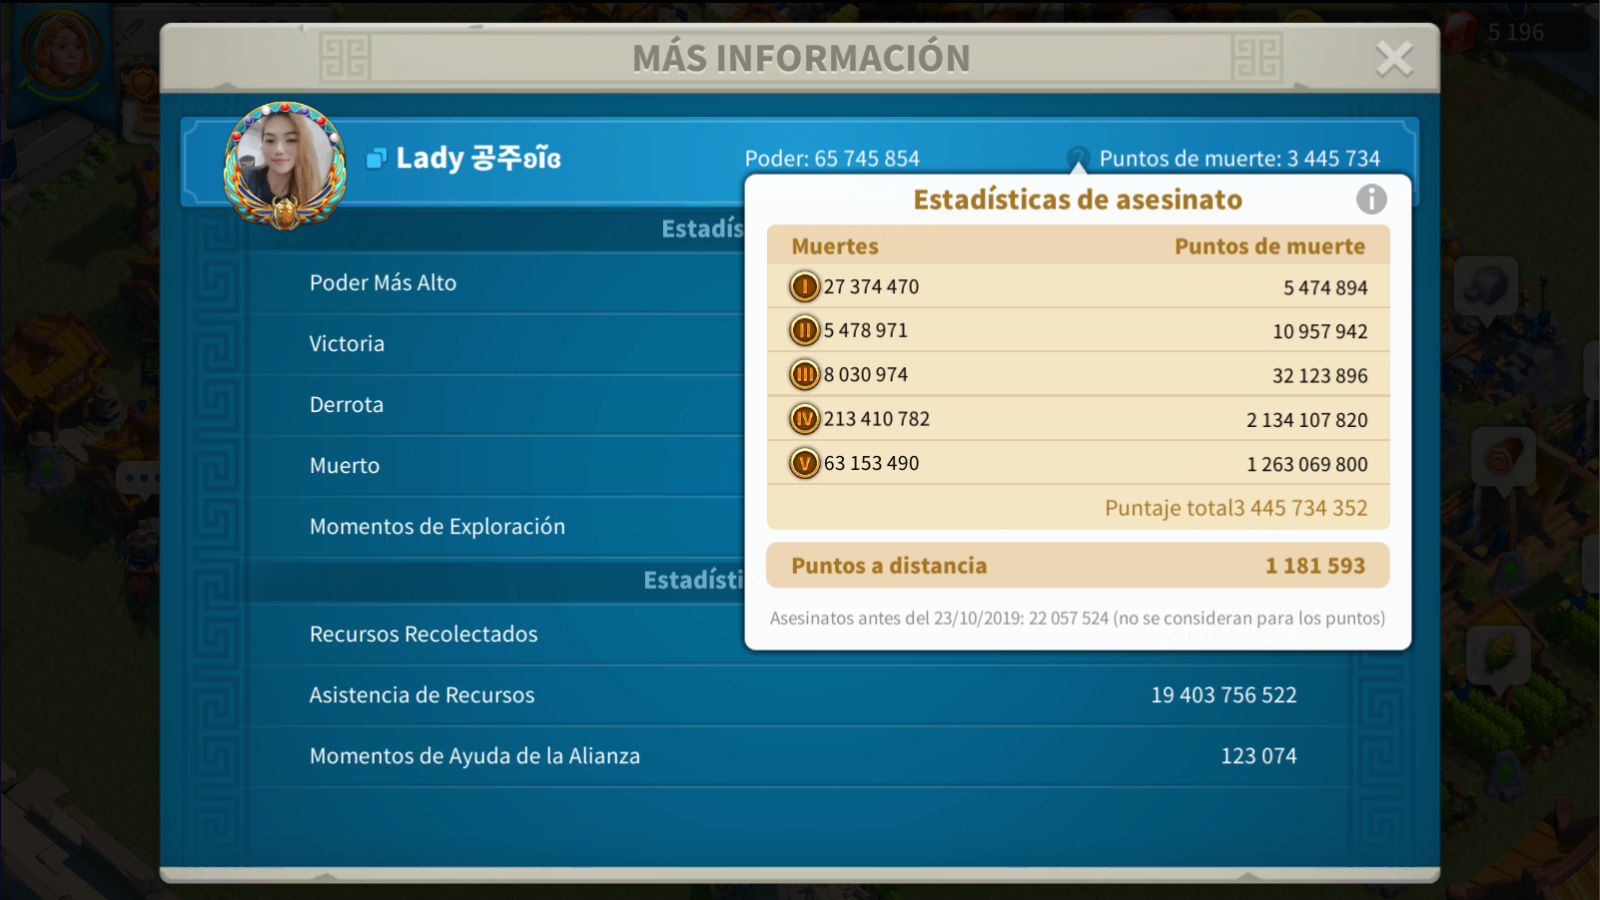 5 196
MÁS INFORMACIÓN
Lady 공주ʚĩɞ
Poder: 65 745 854
Puntos de muerte: 3 445 734
Estadísticas de asesinato
Estadís
Muertes Puntos de muerte
I 27 374 470 5 474 894
Poder Más Alto
II 5 478 971 10 957 942
Victoria
III 8 030 974 32 123 896
Derrota
IV 213 410 782 2 134 107 820
Muerto
V 63 153 490 1 263 069 800
Puntaje total3 445 734 352
Momentos de Exploración
Puntos a distancia 1 181 593
Estadísti
Asesinatos antes del 23/10/2019: 22 057 524 (no se consideran para los puntos)
Recursos Recolectados
Asistencia de Recursos 19 403 756 522
Momentos de Ayuda de la Alianza 123 074